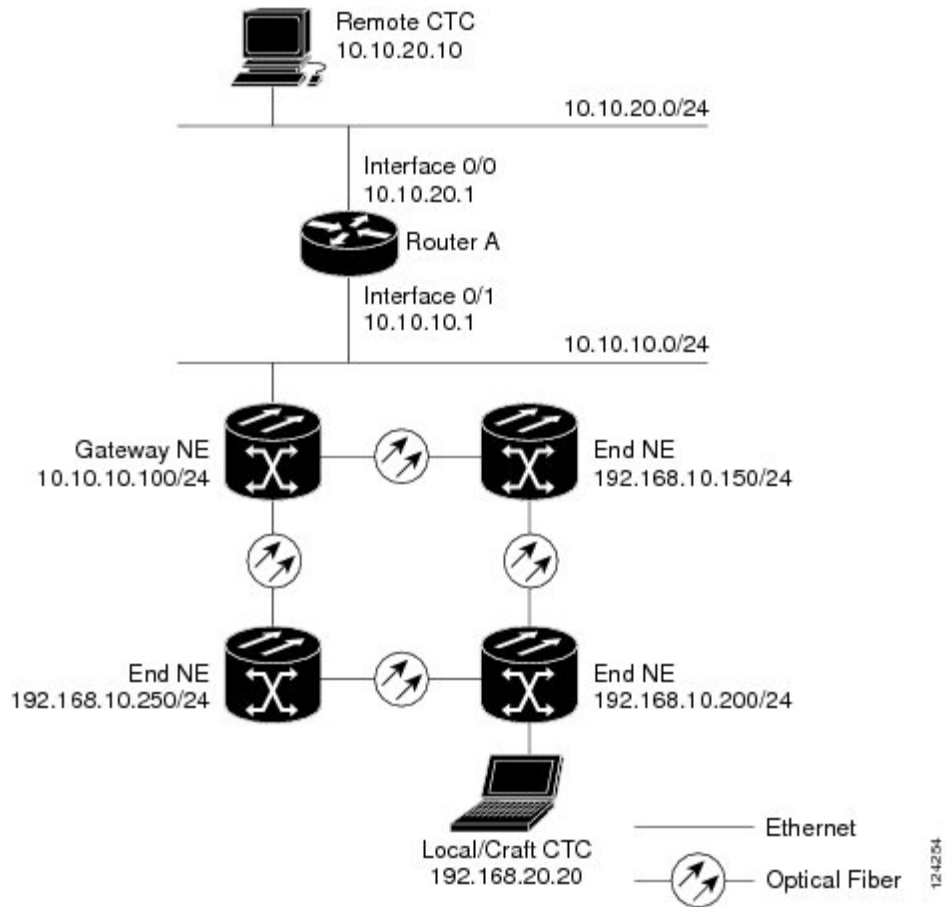 Remote CTC
10.10.20.10
10.10.20.0/24
Interface 0/0
10.10.20.1
Router A
Interface 0/1
10.10.10.1
10.10.10.0/24
Gateway NE
10.10.10.100/24
End NE
192.168.10.150/24
End NE
192.168.10.250/24
End NE
192.168.10.200/24
Local/Craft CTC
192.168.20.20
Ethernet
Optical Fiber
124254